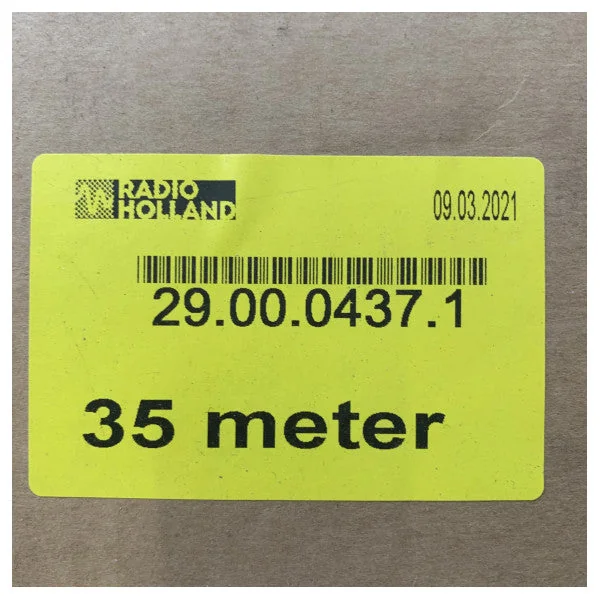 RADIO
HOLLAND
09.03.2021
29.00.0437.1
35 meter